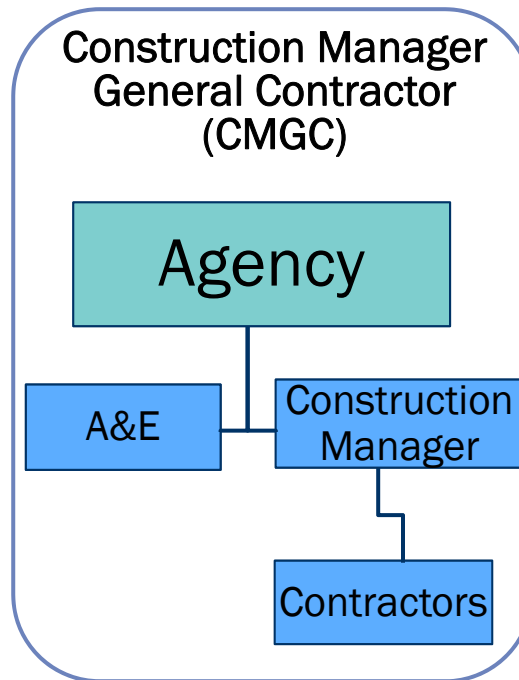 Construction Manager
General Contractor
(CMGC)
Agency
A&E
Construction
Manager
Contractors